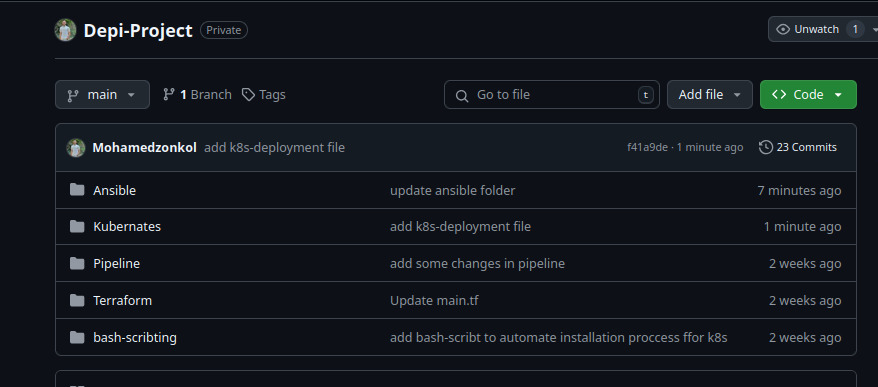 Depi-Project Private Unwatch 1
main 1 Branch Tags Go to file t Add file Code
Mohamedzonkol add k8s-deployment file f41a9de · 1 minute ago 23 Commits
Ansible update ansible folder 7 minutes ago
Kubernates add k8s-deployment file 1 minute ago
Pipeline add some changes in pipeline 2 weeks ago
Terraform Update main.tf 2 weeks ago
bash-scribting add bash-scribt to automate installation proccess ffor k8s 2 weeks ago